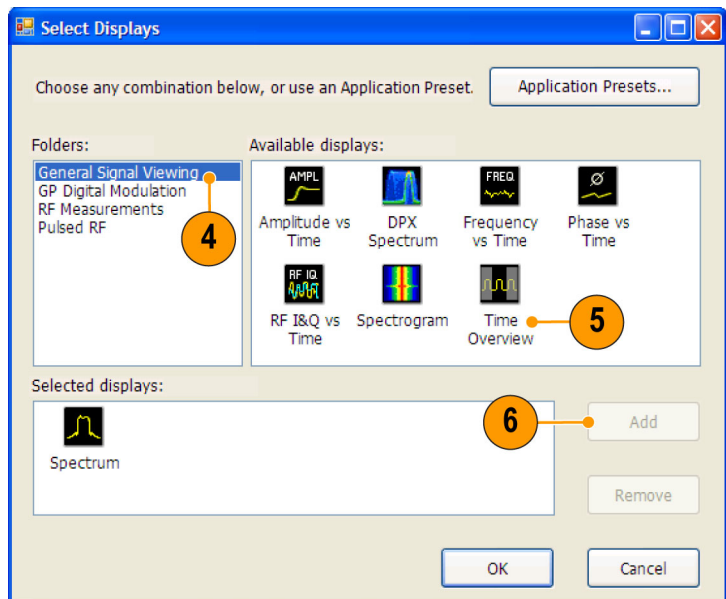 Select Displays
Choose any combination below, or use an Application Preset.
Application Presets...
Folders:
Available displays:
General Signal Viewing
GP Digital Modulation
RF Measurements
Pulsed RF
4
AMPL
Amplitude vs
Time
DPX
Spectrum
FREQ.
Frequency
vs Time
Ø
Phase vs
Time
RF IQ.
RF I&Q vs
Time
Spectrogram
Time
Overview
5
Selected displays:
Spectrum
6
Add
Remove
OK
Cancel